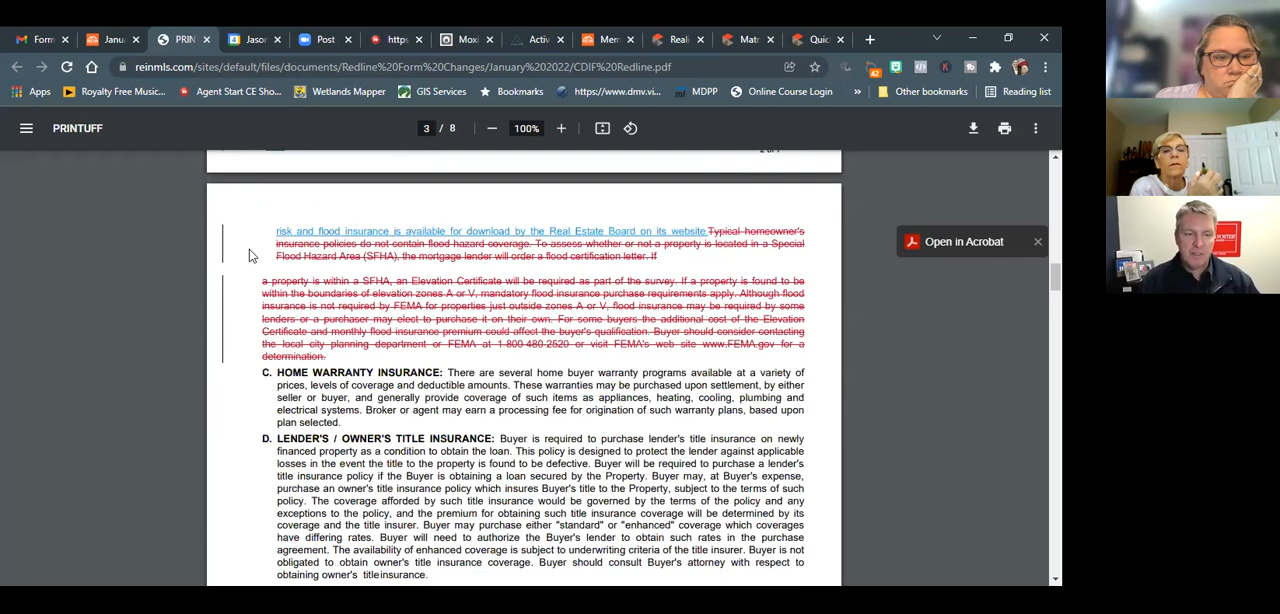 Form
Janua
PRIN
Jason
Post
https
Moxi
Activ
Mem
Reali
Matr
Quic
reinmls.com/sites/default/files/documents/Redline%20Form%20Changes/January%202022/CDIF%20Redline.pdf
42
Apps
Royalty Free Music...
Agent Start CE Sho...
Wetlands Mapper
GIS Services
Bookmarks
https://www.dmv.vi...
MDPP
Online Course Login
»
Other bookmarks
Reading list
PRINTUFF
3 / 8
100%
risk and flood insurance is available for download by the Real Estate Board on its website.Typical homeowner's
insurance policies do not contain flood hazard coverage. To assess whether or not a property is located in a Special
Flood Hazard Area (SFHA), the mortgage lender will order a flood certification letter. If
Open in Acrobat
a property is within a SFHA, an Elevation Certificate will be required as part of the survey. If a property is found to be
within the boundaries of elevation zones A or V, mandatory flood insurance purchase requirements apply. Although flood
insurance is not required by FEMA for properties just outside zones A or V, flood insurance may be required by some
lenders or a purchaser may elect to purchase it on their own. For some buyers the additional cost of the Elevation
Certificate and monthly flood insurance premium could affect the buyer's qualification. Buyer should consider contacting
the local city planning department or FEMA at 1-800-480-2520 or visit FEMA's web site www.FEMA.gov for a
determination.
C. HOME WARRANTY INSURANCE: There are several home buyer warranty programs available at a variety of
prices, levels of coverage and deductible amounts. These warranties may be purchased upon settlement, by either
seller or buyer, and generally provide coverage of such items as appliances, heating, cooling, plumbing and
electrical systems. Broker or agent may earn a processing fee for origination of such warranty plans, based upon
plan selected.
D. LENDER'S / OWNER'S TITLE INSURANCE: Buyer is required to purchase lender's title insurance on newly
financed property as a condition to obtain the loan. This policy is designed to protect the lender against applicable
losses in the event the title to the property is found to be defective. Buyer will be required to purchase a lender's
title insurance policy if the Buyer is obtaining a loan secured by the Property. Buyer may, at Buyer's expense,
purchase an owner's title insurance policy which insures Buyer's title to the Property, subject to the terms of such
policy. The coverage afforded by such title insurance would be governed by the terms of the policy and any
exceptions to the policy, and the premium for obtaining such title insurance coverage will be determined by its
coverage and the title insurer. Buyer may purchase either "standard" or "enhanced" coverage which coverages
have differing rates. Buyer will need to authorize the Buyer's lender to obtain such rates in the purchase
agreement. The availability of enhanced coverage is subject to underwriting criteria of the title insurer. Buyer is not
obligated to obtain owner's title insurance coverage. Buyer should consult Buyer's attorney with respect to
obtaining owner's title insurance.